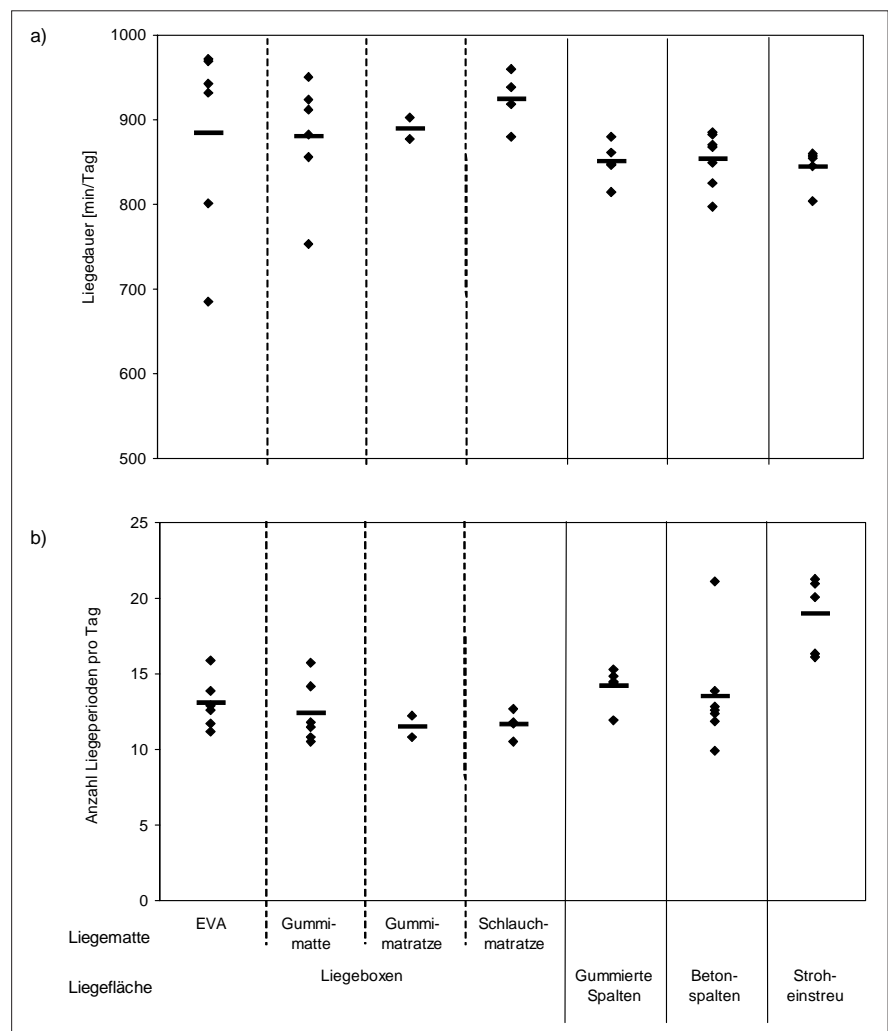 a)
1000
900
800
700
600
500
Liegedauer [min/Tag]
b)
25
20
15
10
5
0
Anzahl Liegeperioden pro Tag
Liegematte
EVA
Gummi-
matte
Gummi-
matratze
Schlauch-
matratze
Liegefläche
Liegeboxen
Gummierte
Spalten
Beton-
spalten
Stroh-
einstreu